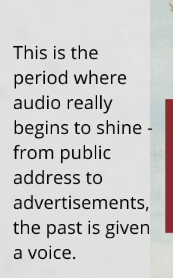 This is the
period where
audio really
begins to shine -
from public
address to
advertisements,
the past is given
a voice.